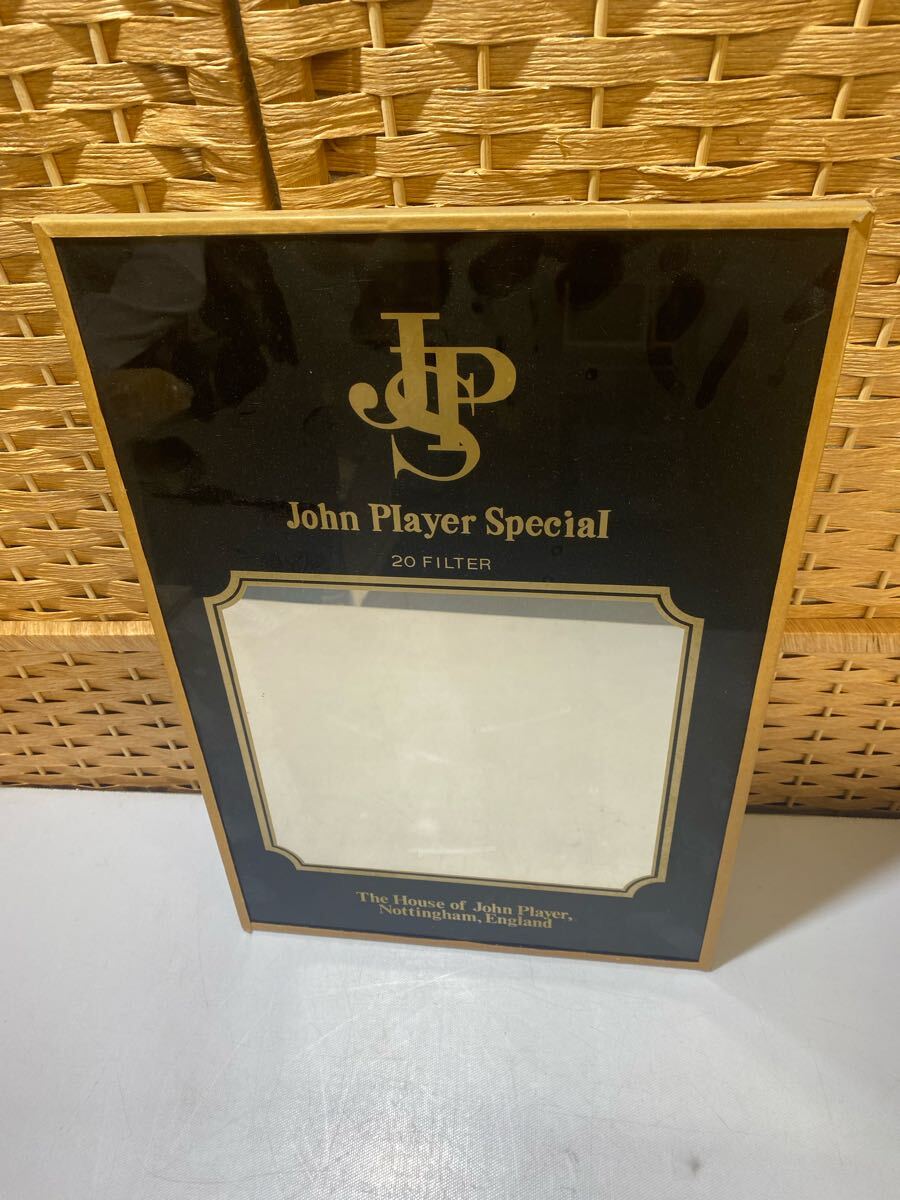 JPS
John Player Special
20 FILTER
The House of John Player,
Nottingham, England